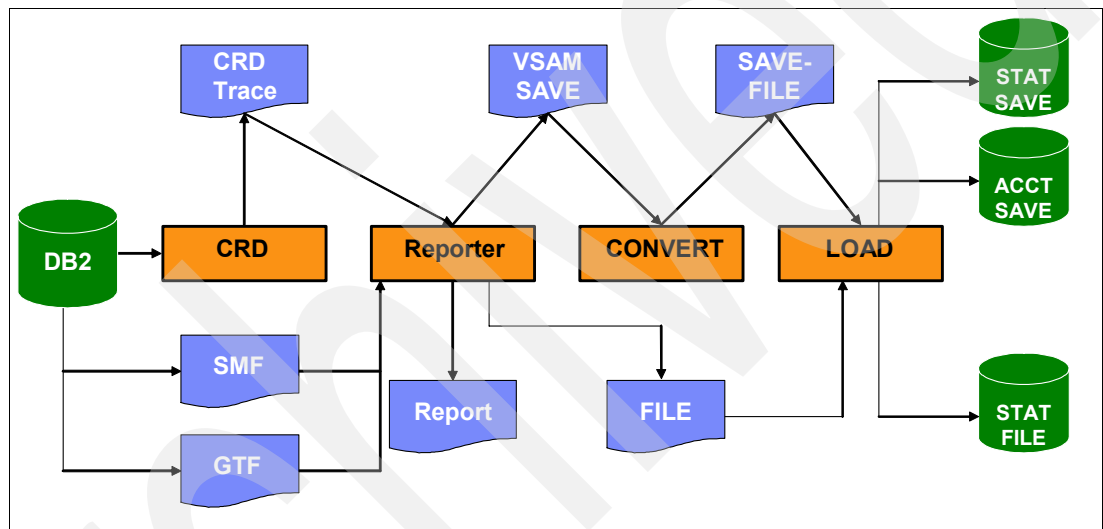 CRD
Trace
VSAM
SAVE
SAVE-
FILE
STAT
SAVE
ACCT
SAVE
DB2
CRD
Reporter
CONVERT
LOAD
SMF
Report
FILE
STAT
FILE
GTF